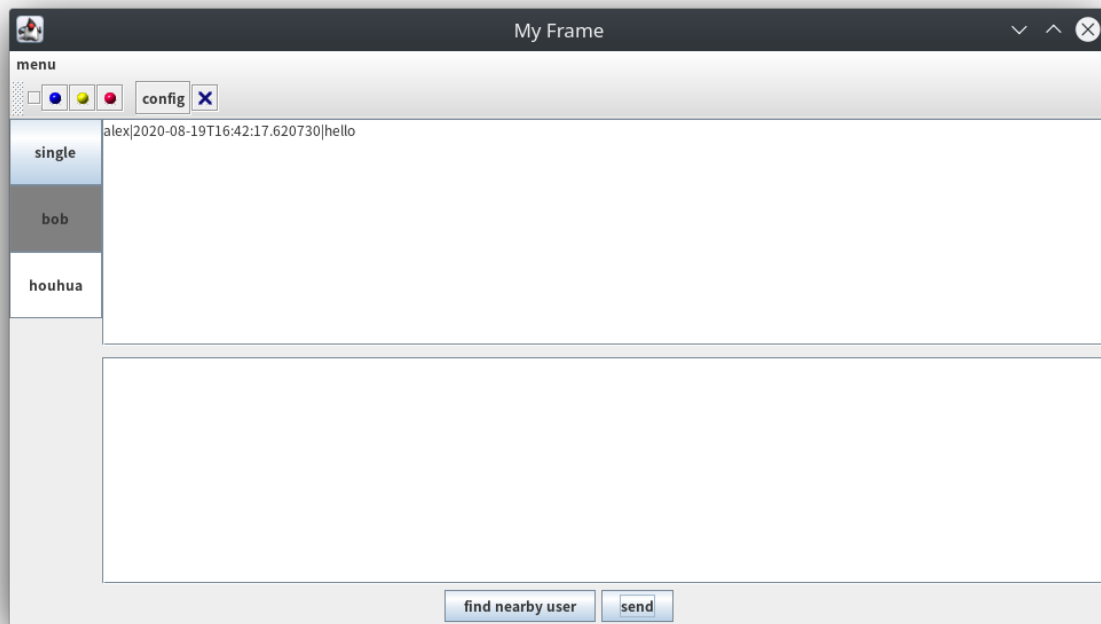 My Frame
menu
config
single
alex|2020-08-19T16:42:17.620730|hello
bob
houhua
find nearby user
send